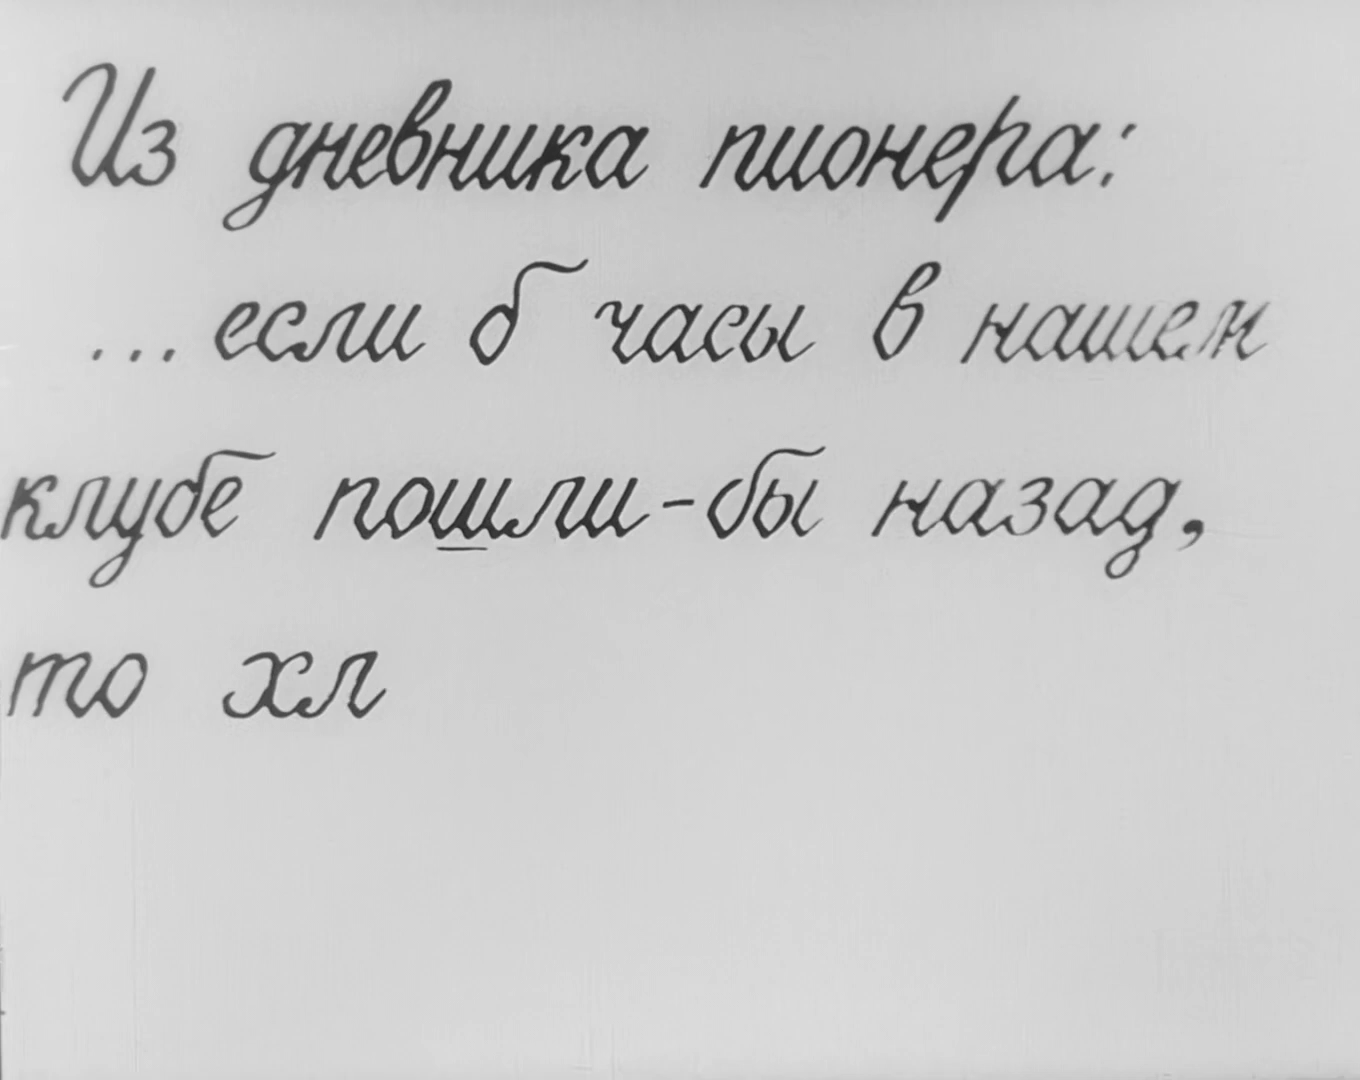 Из дневника пионера:
...если б часы в нашем
клубе пошли-бы назад,
то хл